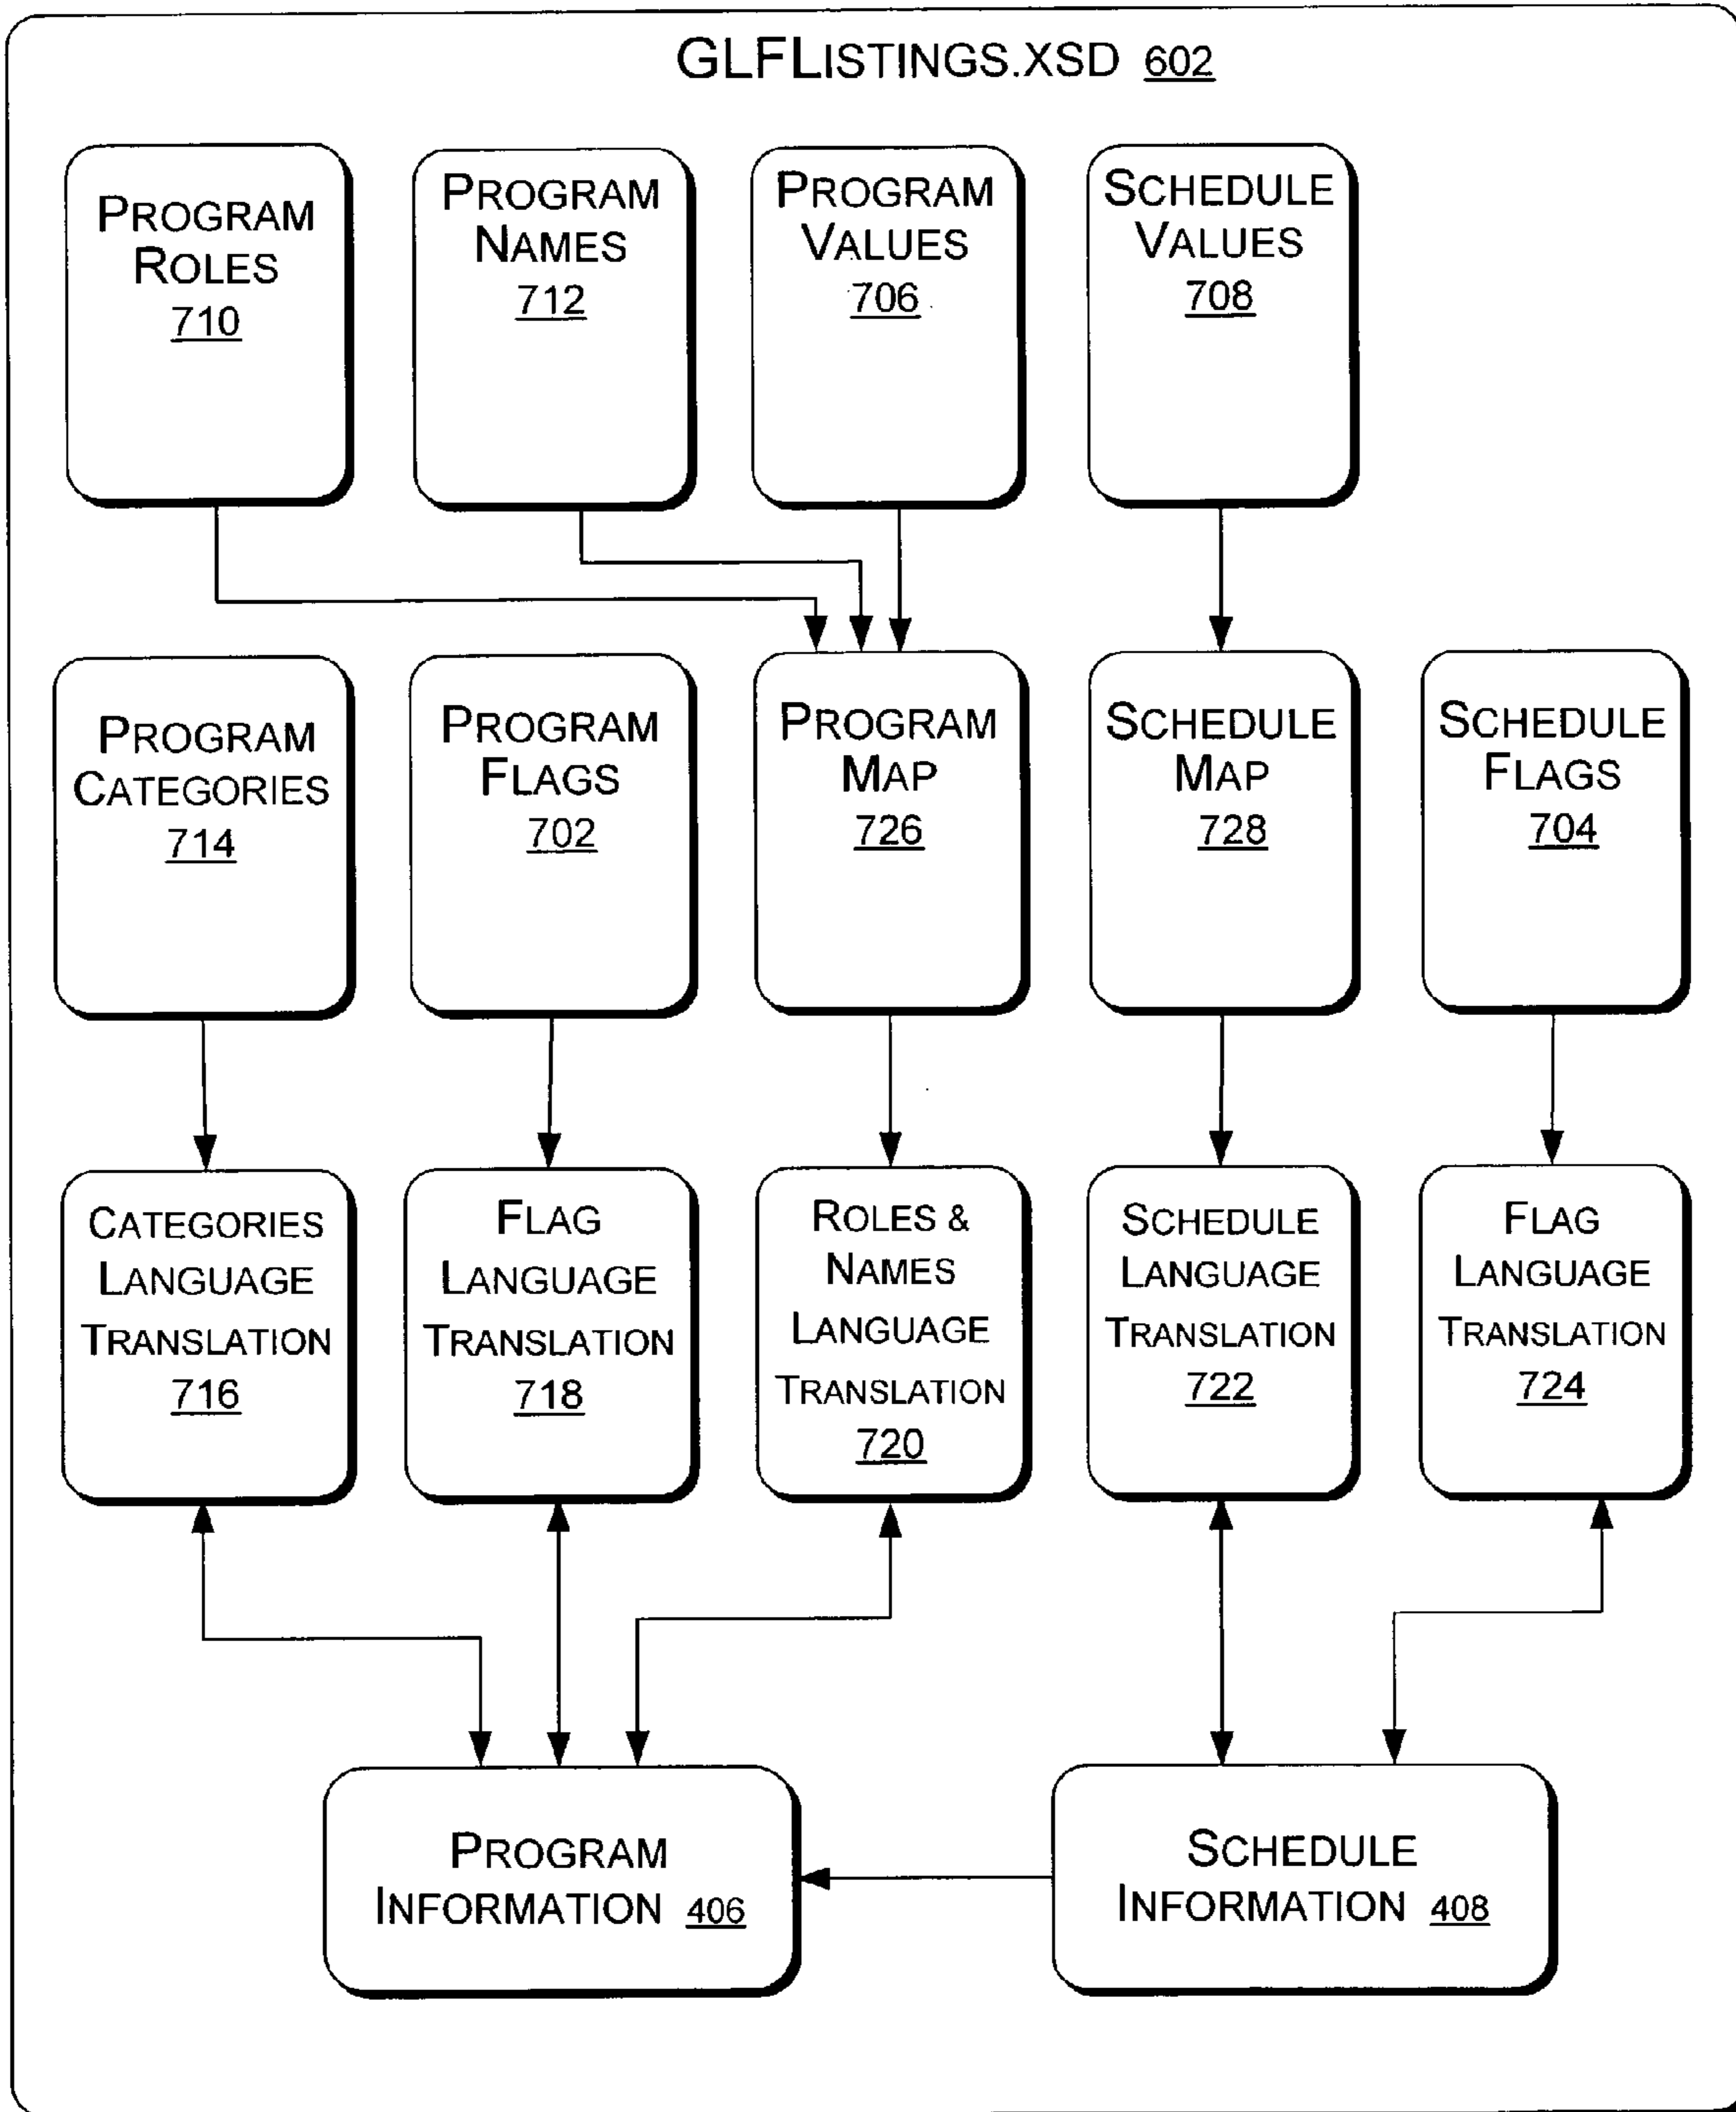 GLFLISTINGS.XSD 602
PROGRAM
ROLES
710
PROGRAM
NAMES
712
PROGRAM
VALUES
706
SCHEDULE
VALUES
708
PROGRAM
CATEGORIES
714
PROGRAM
FLAGS
702
PROGRAM
MAP
726
SCHEDULE
MAP
728
SCHEDULE
FLAGS
704
CATEGORIES
LANGUAGE
TRANSLATION
716
FLAG
LANGUAGE
TRANSLATION
718
ROLES &
NAMES
LANGUAGE
TRANSLATION
720
SCHEDULE
LANGUAGE
TRANSLATION
722
FLAG
LANGUAGE
TRANSLATION
724
PROGRAM
INFORMATION 406
SCHEDULE
INFORMATION 408